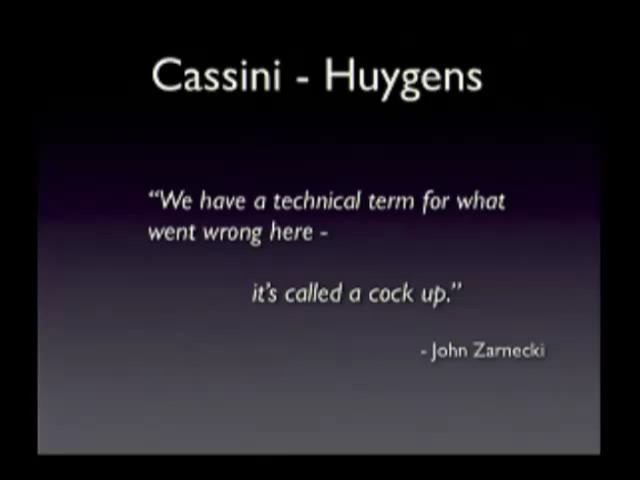 Cassini - Huygens
“We have a technical term for what
went wrong here -
it’s called a cock up.”
- John Zarnecki